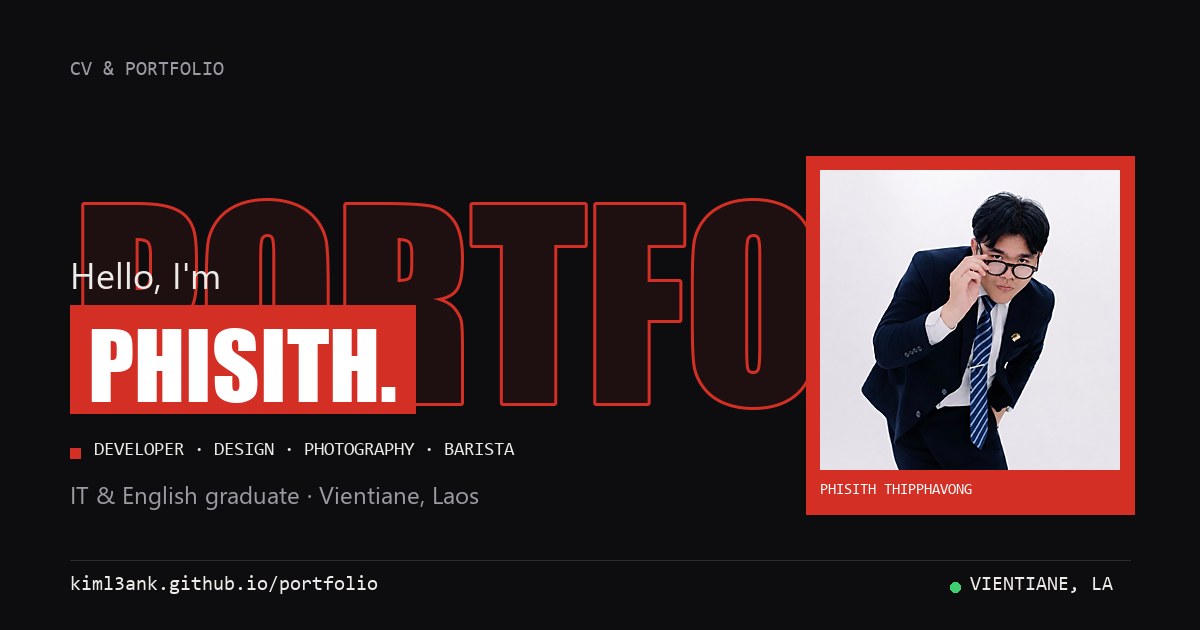 CV & PORTFOLIO
PORTFO
Hello, I'm
PHISITH.
DEVELOPER · DESIGN · PHOTOGRAPHY · BARISTA
IT & English graduate · Vientiane, Laos
PHISITH THIPPHAVONG
kiml3ank.github.io/portfolio
VIENTIANE, LA